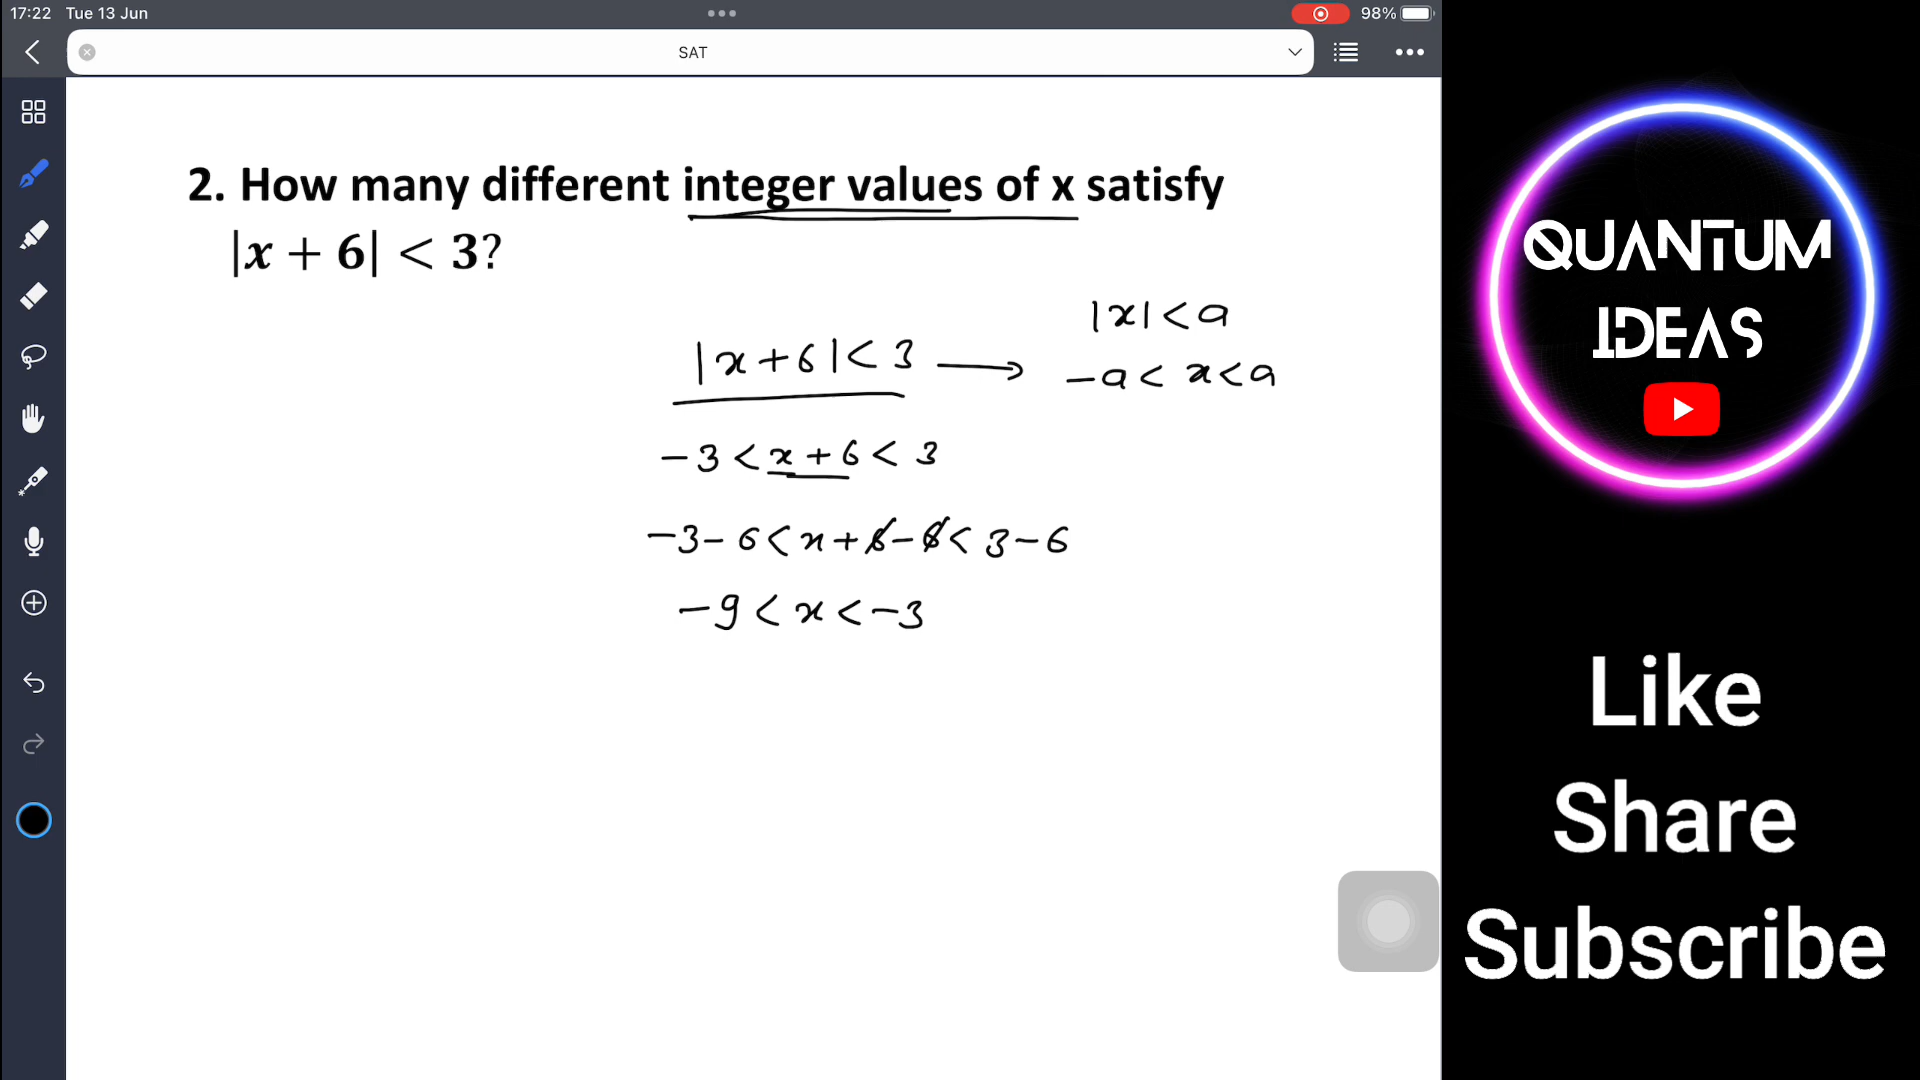 17:22 Tue 13 Jun
98%
SAT
2. How many different integer values of x satisfy
|x + 6| < 3?
|x| < a
|x + 6| < 3 →
-a < x < a
-3 < x + 6 < 3
-3 - 6 < x + 6 - 6 < 3 - 6
-9 < x < -3
QUANTUM
IDEAS
Like
Share
Subscribe